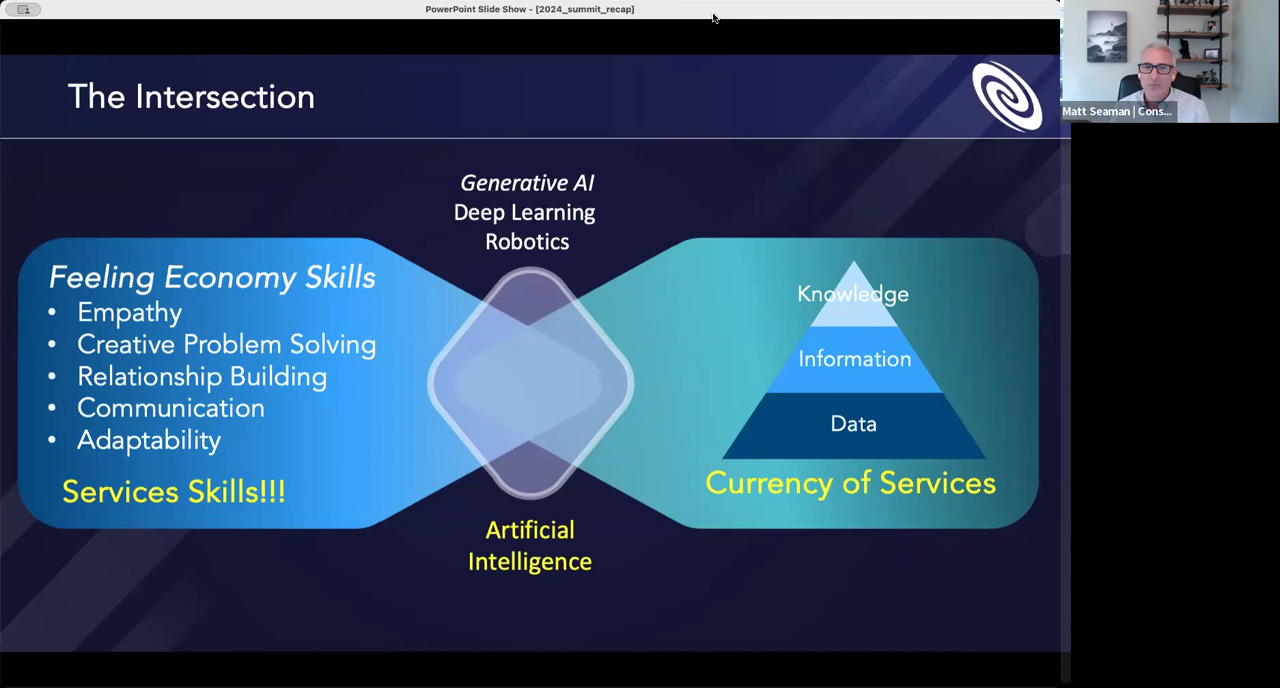 PowerPoint Slide Show - [2024_summit_recap]
Matt Seaman | Cons...
The Intersection
Generative AI
Deep Learning
Robotics
Feeling Economy Skills
• Empathy
• Creative Problem Solving
• Relationship Building
• Communication
• Adaptability
Services Skills!!!
Artificial
Intelligence
Knowledge
Information
Data
Currency of Services